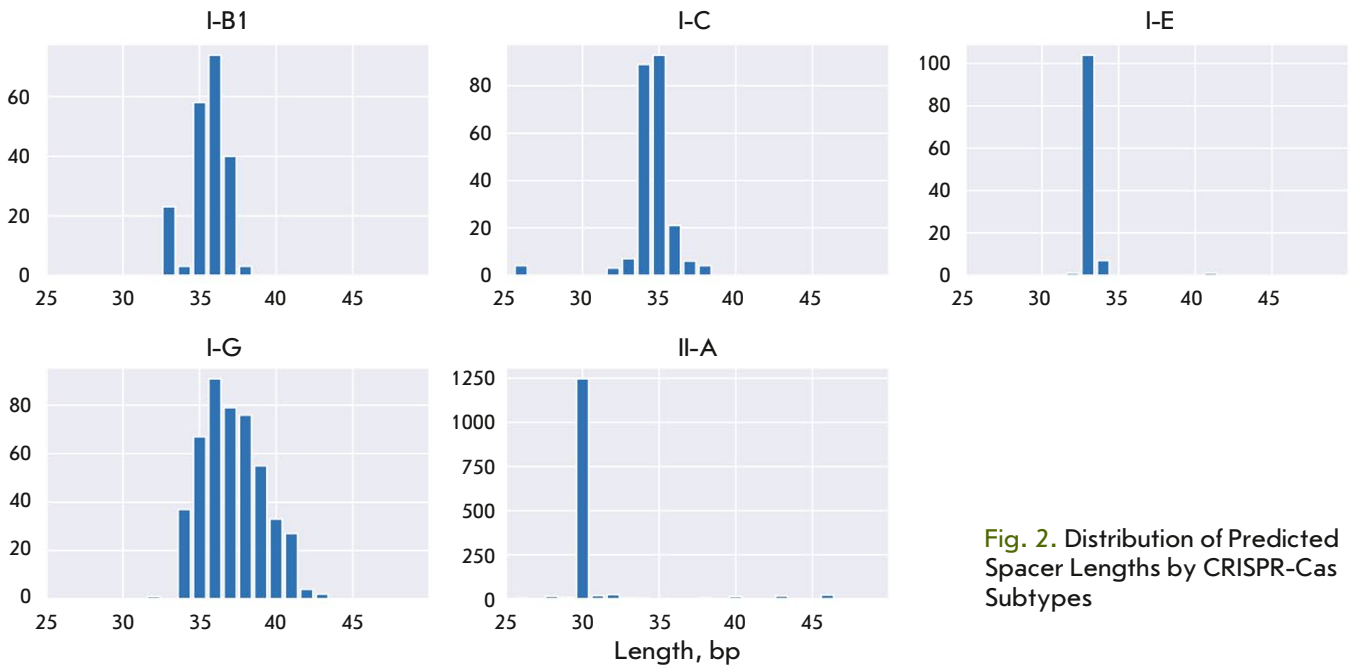 I-B1
I-C
I-E
60
40
20
0
25 30 35 40 45
80
60
40
20
0
25 30 35 40 45
100
80
60
40
20
0
25 30 35 40 45
I-G
II-A
80
60
40
20
0
25 30 35 40 45
1250
1000
750
500
250
0
25 30 35 40 45
Length, bp
Fig. 2. Distribution of Predicted
Spacer Lengths by CRISPR-Cas
Subtypes